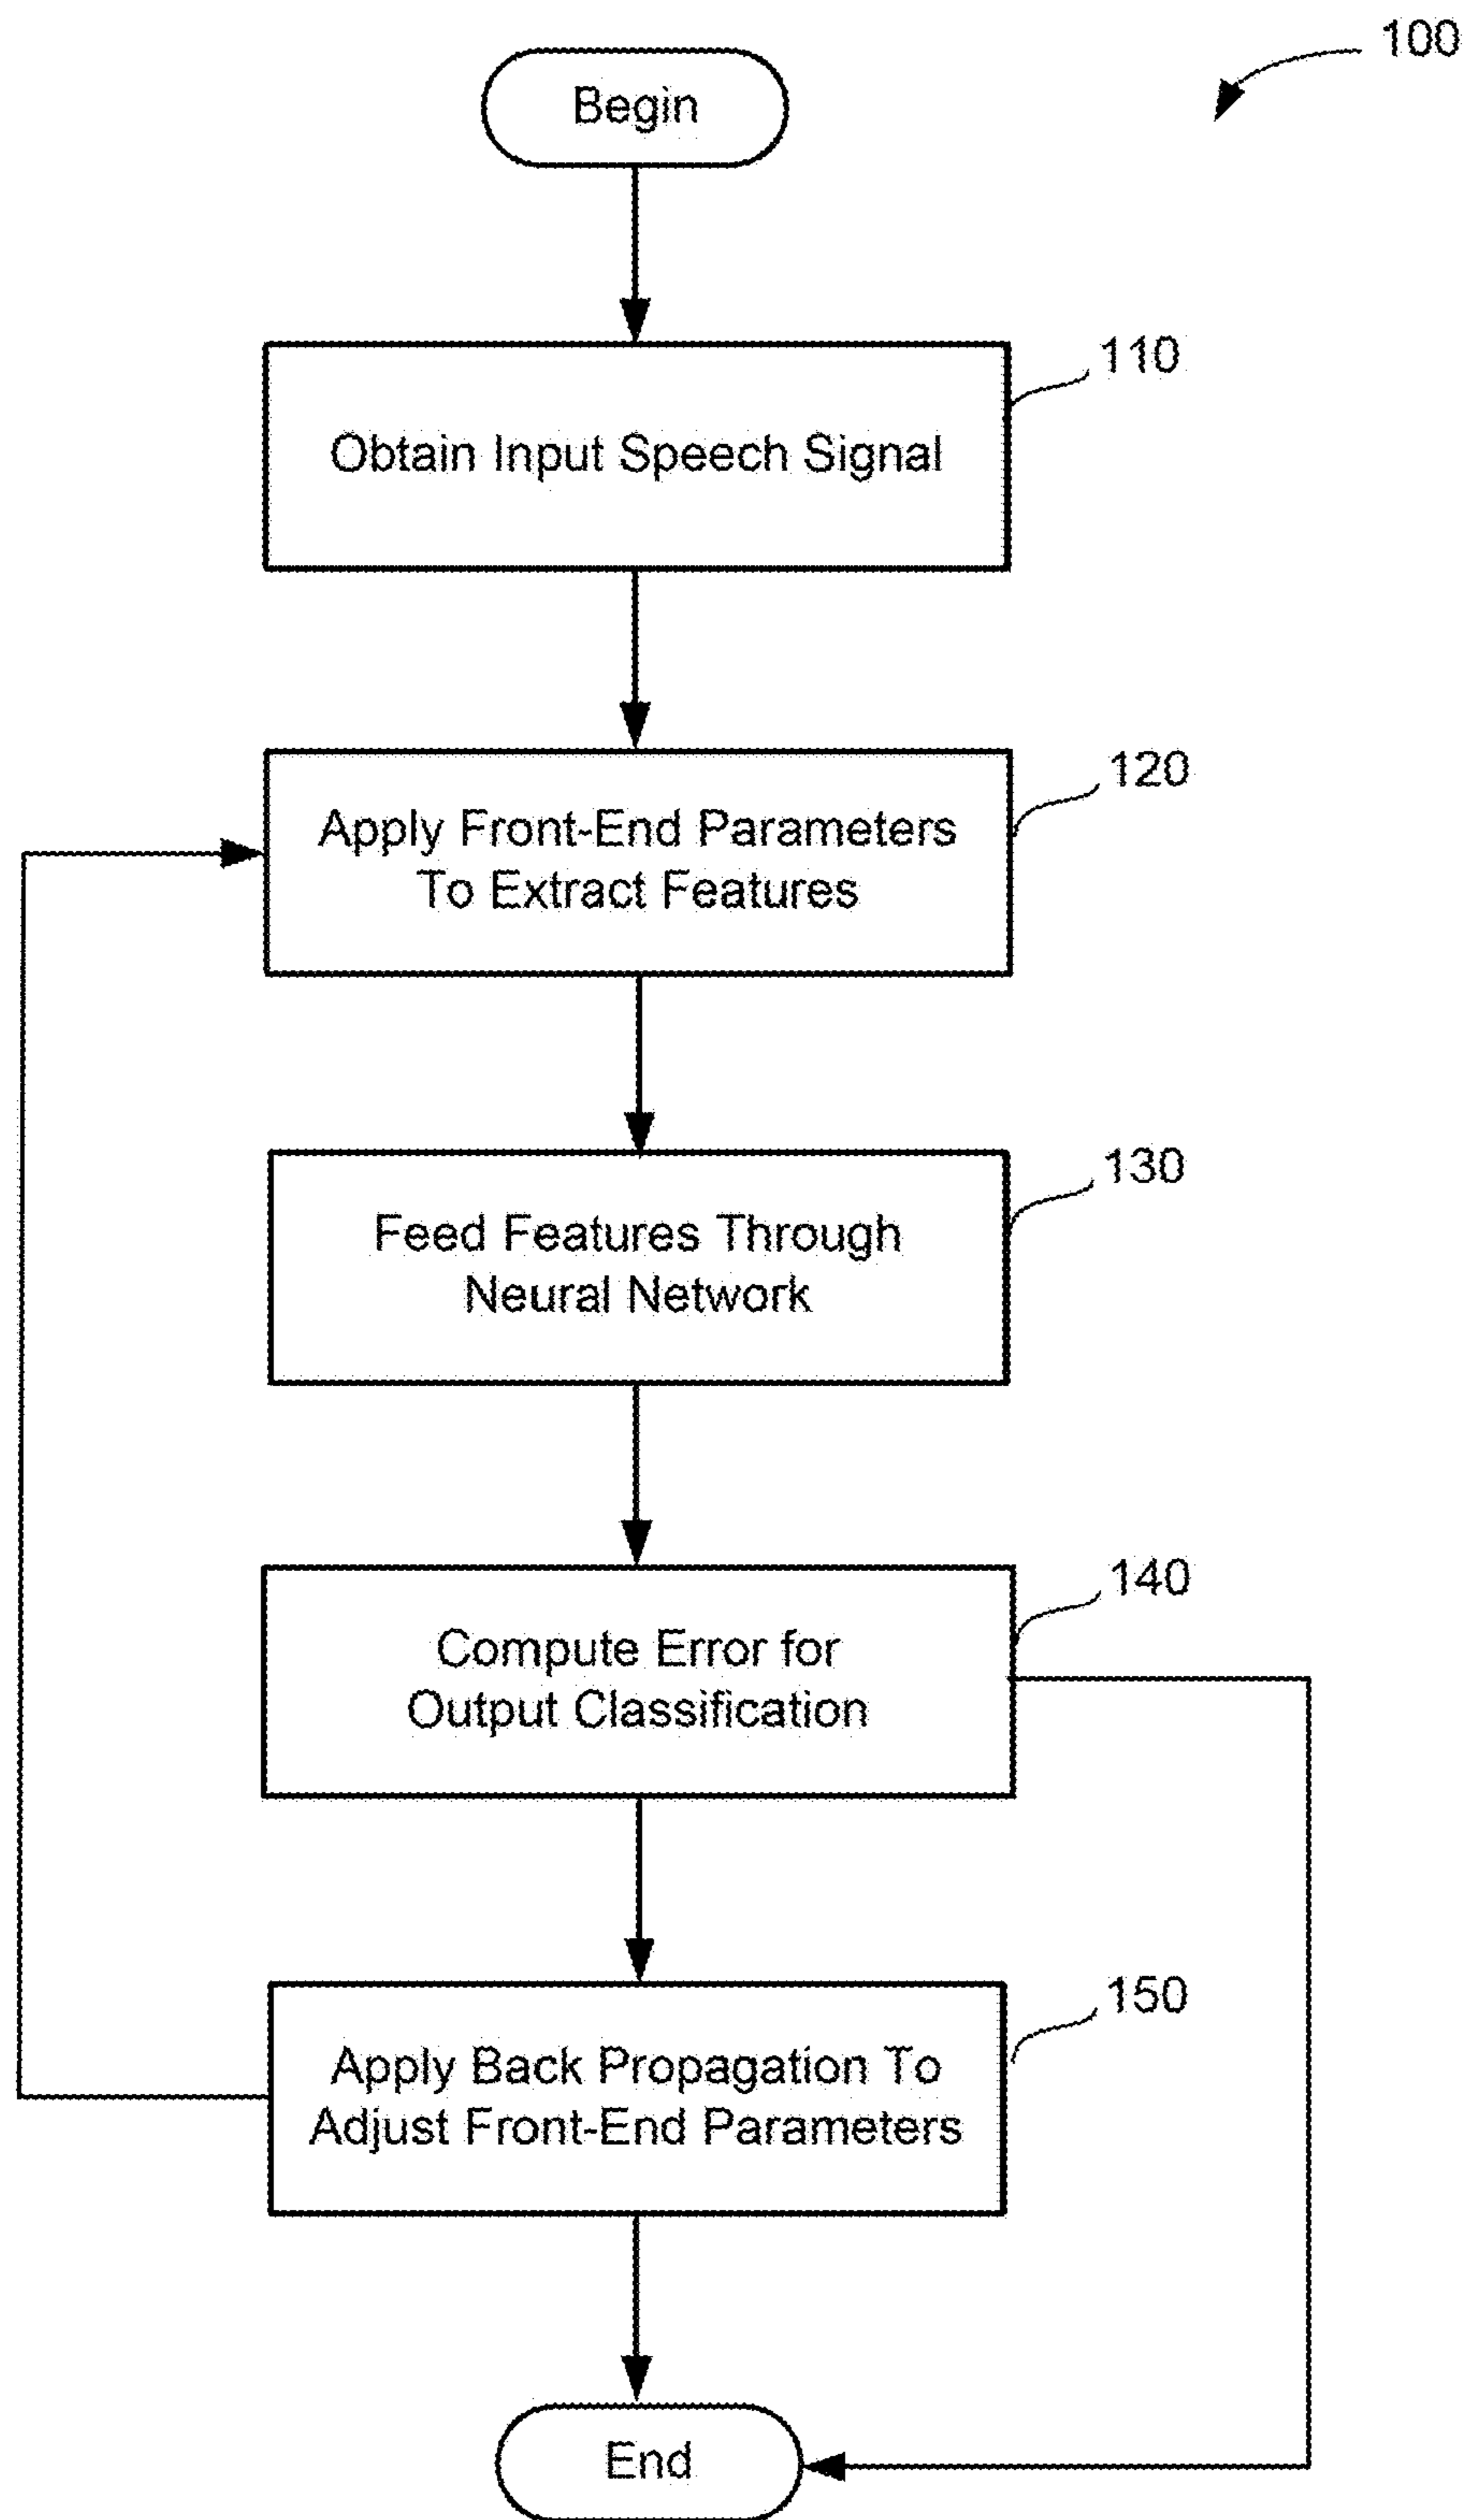 100
Begin
110
Obtain Input Speech Signal
120
Apply Front-End Parameters
To Extract Features
130
Feed Features Through
Neural Network
140
Compute Error for
Output Classification
150
Apply Back Propagation To
Adjust Front-End Parameters
End